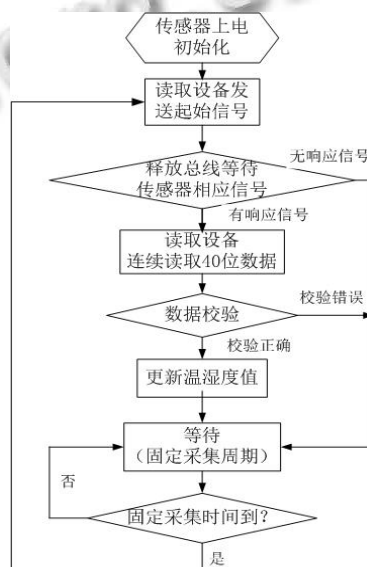 传感器上电
初始化
读取设备发
送起始信号
无响应信号
释放总线等待
传感器相应信号
有响应信号
读取设备
连续读取40位数据
校验错误
数据校验
校验正确
更新温湿度值
等待
（固定采集周期）
否
固定采集时间到？
是